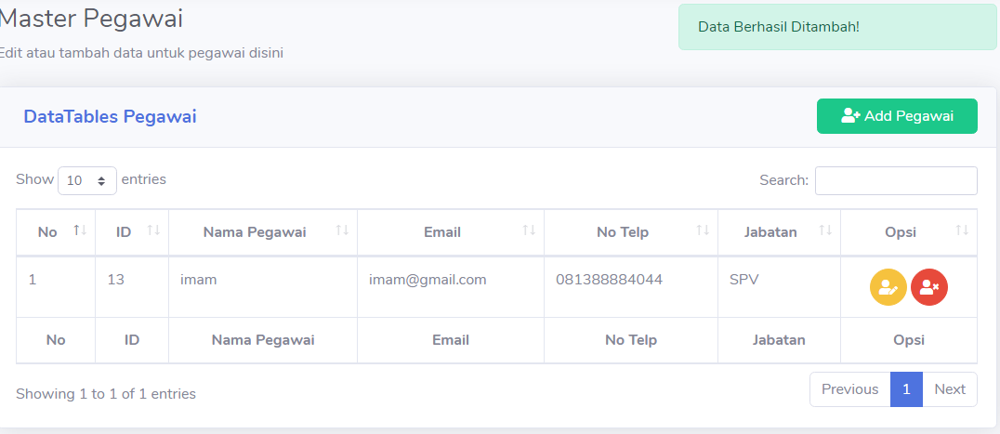 Master Pegawai
Data Berhasil Ditambah!
Edit atau tambah data untuk pegawai disini
DataTables Pegawai
Add Pegawai
Show 10 entries
Search:
No ID Nama Pegawai Email No Telp Jabatan Opsi
1 13 imam imam@gmail.com 081388884044 SPV
No ID Nama Pegawai Email No Telp Jabatan Opsi
Showing 1 to 1 of 1 entries
Previous 1 Next